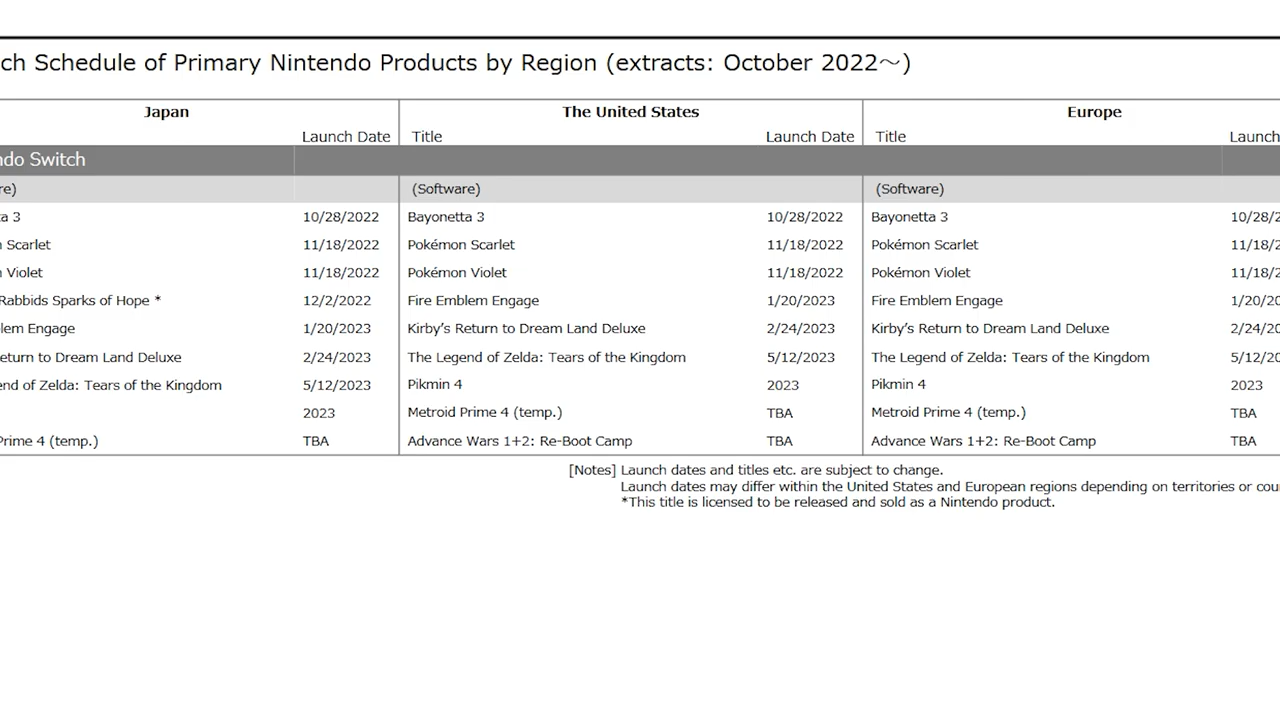 ch Schedule of Primary Nintendo Products by Region (extracts: October 2022～)
Japan The United States Europe
Launch Date Title Launch Date Title Launch
ndo Switch
re) (Software) (Software)
ta 3 10/28/2022 Bayonetta 3 10/28/2022 Bayonetta 3 10/28/2
n Scarlet 11/18/2022 Pokémon Scarlet 11/18/2022 Pokémon Scarlet 11/18/2
n Violet 11/18/2022 Pokémon Violet 11/18/2022 Pokémon Violet 11/18/2
Rabbids Sparks of Hope * 12/2/2022 Fire Emblem Engage 1/20/2023 Fire Emblem Engage 1/20/20
lem Engage 1/20/2023 Kirby’s Return to Dream Land Deluxe 2/24/2023 Kirby’s Return to Dream Land Deluxe 2/24/20
eturn to Dream Land Deluxe 2/24/2023 The Legend of Zelda: Tears of the Kingdom 5/12/2023 The Legend of Zelda: Tears of the Kingdom 5/12/20
end of Zelda: Tears of the Kingdom 5/12/2023 Pikmin 4 2023 Pikmin 4 2023
2023 Metroid Prime 4 (temp.) TBA Metroid Prime 4 (temp.) TBA
Prime 4 (temp.) TBA Advance Wars 1+2: Re-Boot Camp TBA Advance Wars 1+2: Re-Boot Camp TBA
[Notes] Launch dates and titles etc. are subject to change.
Launch dates may differ within the United States and European regions depending on territories or cou
*This title is licensed to be released and sold as a Nintendo product.